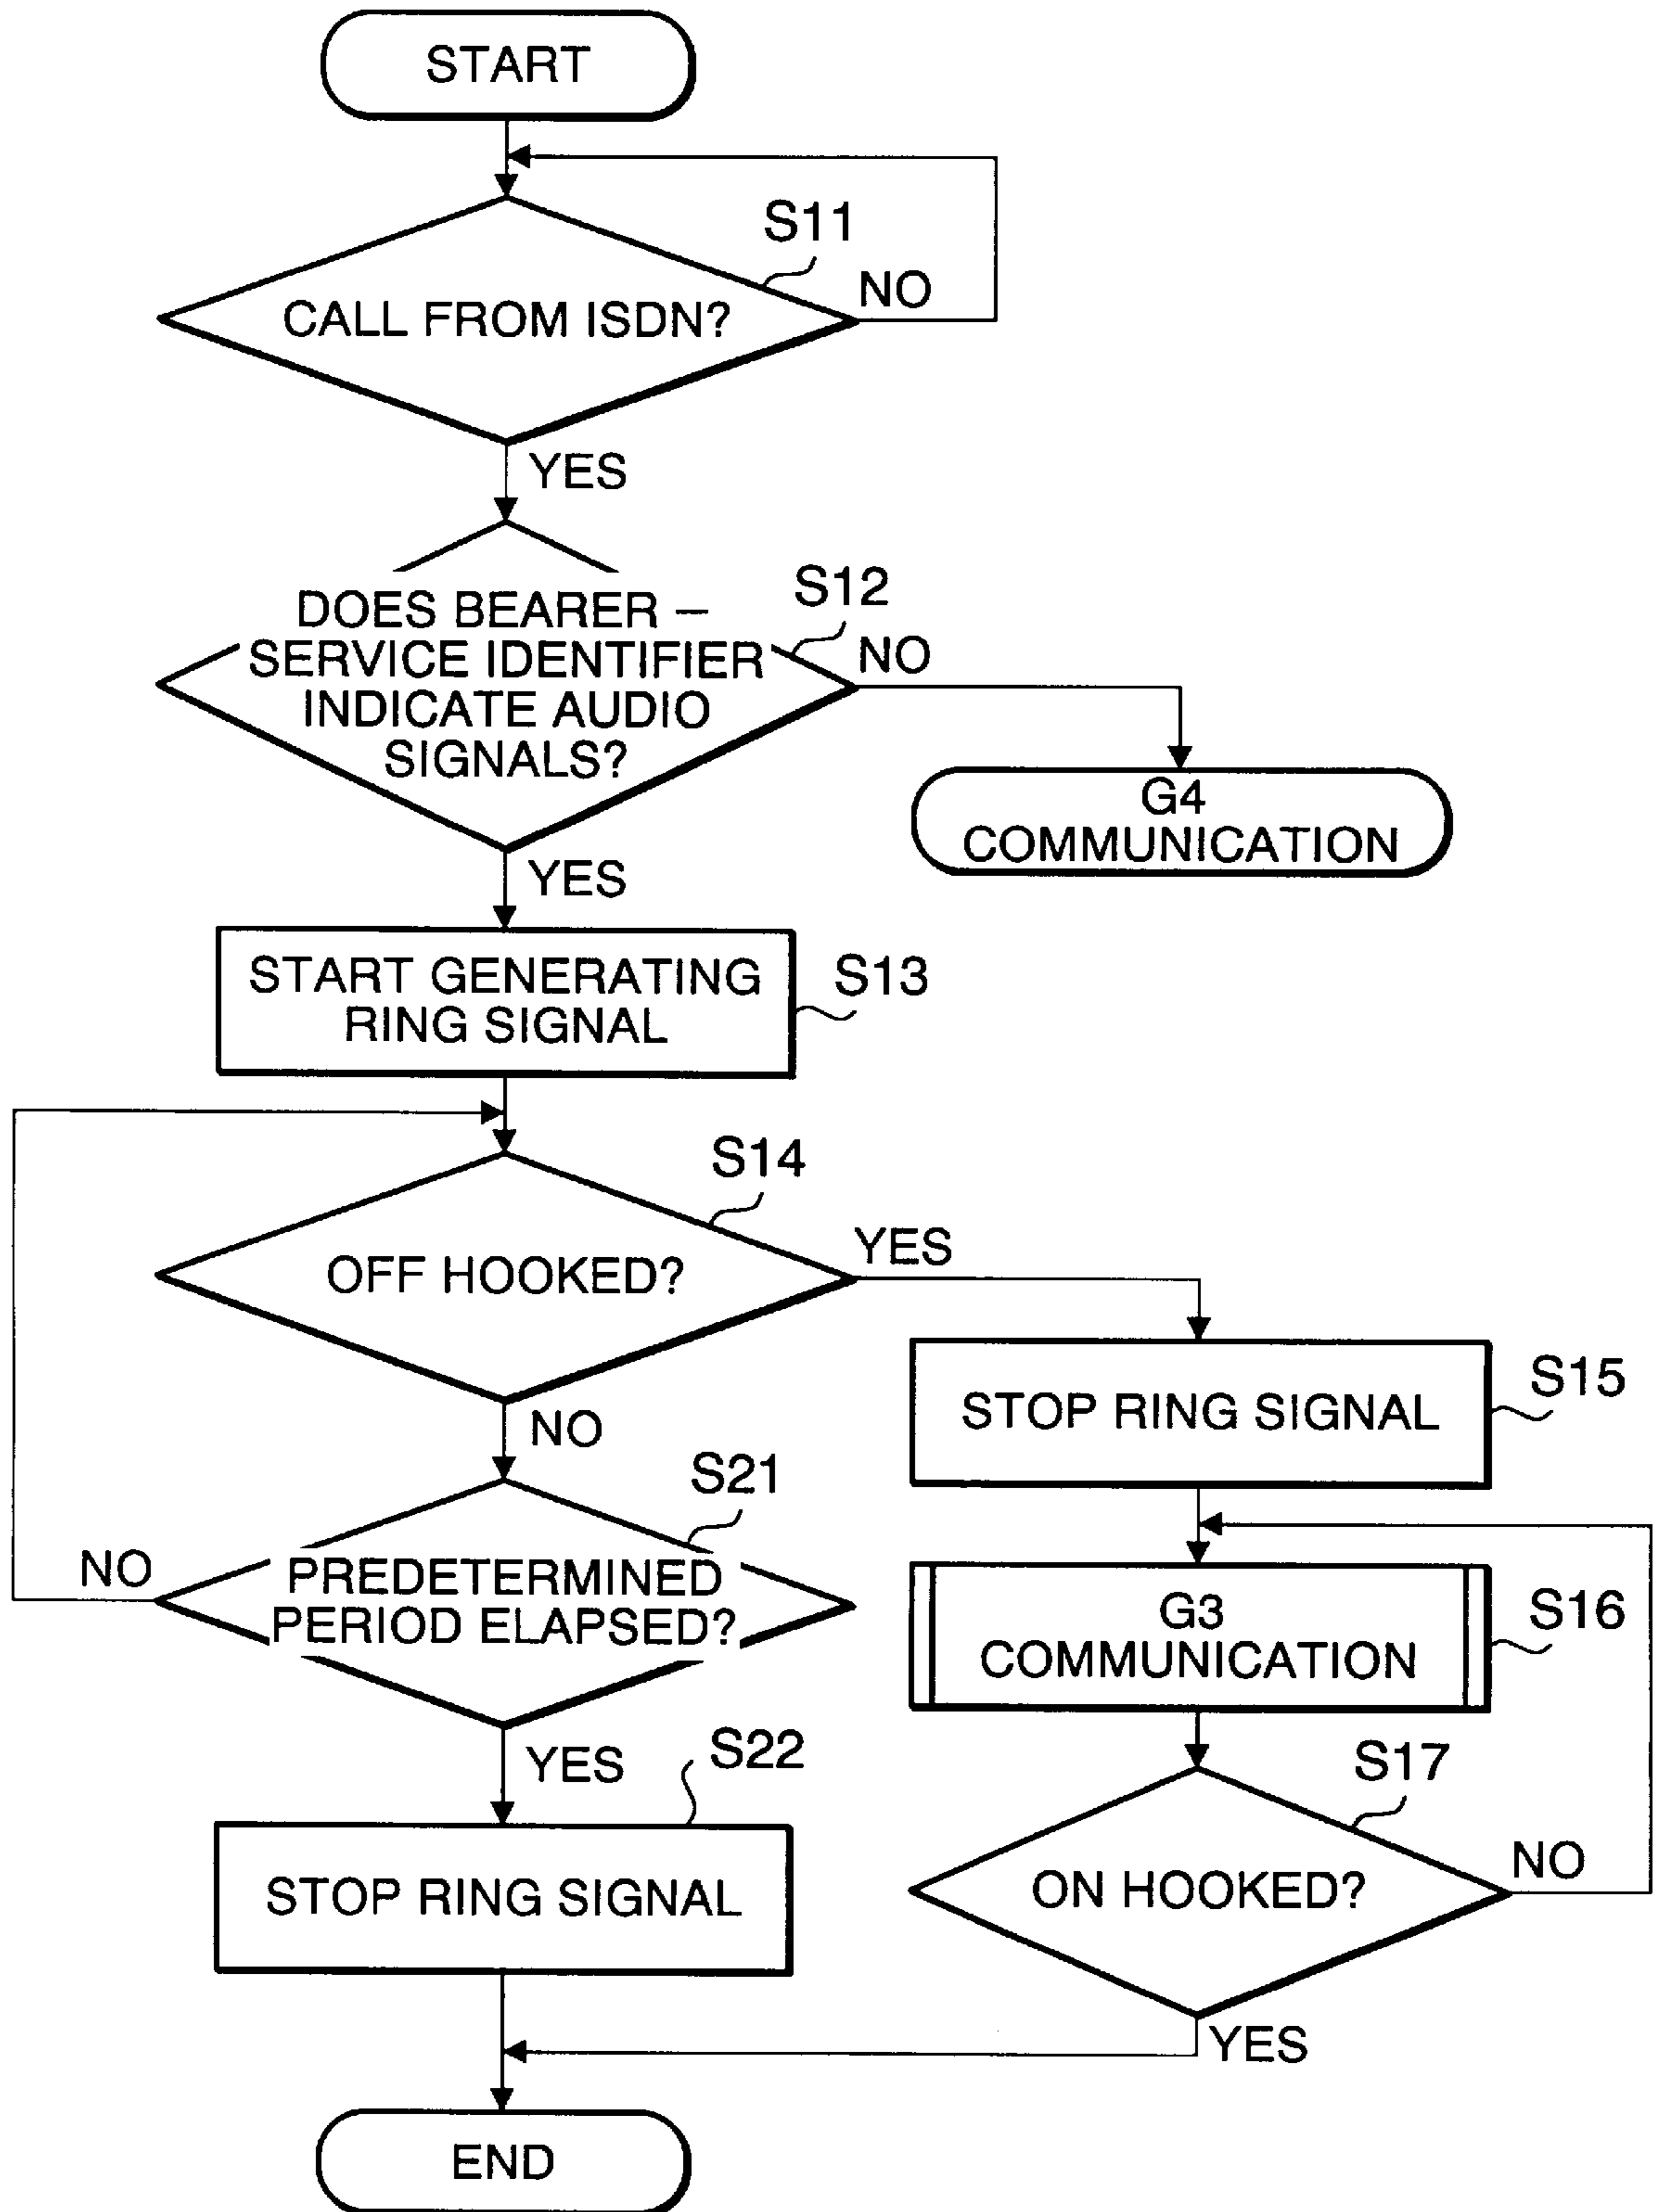 START
S11
CALL FROM ISDN?
NO
YES
S12
DOES BEARER –
SERVICE IDENTIFIER
INDICATE AUDIO
SIGNALS?
NO
G4
COMMUNICATION
YES
START GENERATING
RING SIGNAL
S13
S14
OFF HOOKED?
YES
STOP RING SIGNAL
S15
NO
S21
NO
PREDETERMINED
PERIOD ELAPSED?
G3
COMMUNICATION
S16
YES
S22
STOP RING SIGNAL
S17
ON HOOKED?
NO
YES
END